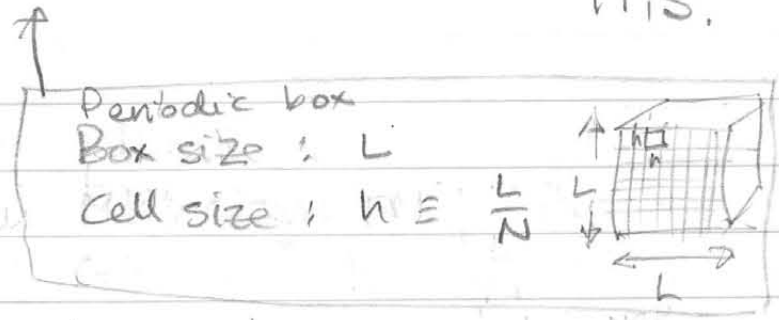 Periodic box
Box size : L
Cell size : h ≡ L/N
h
h
L
L